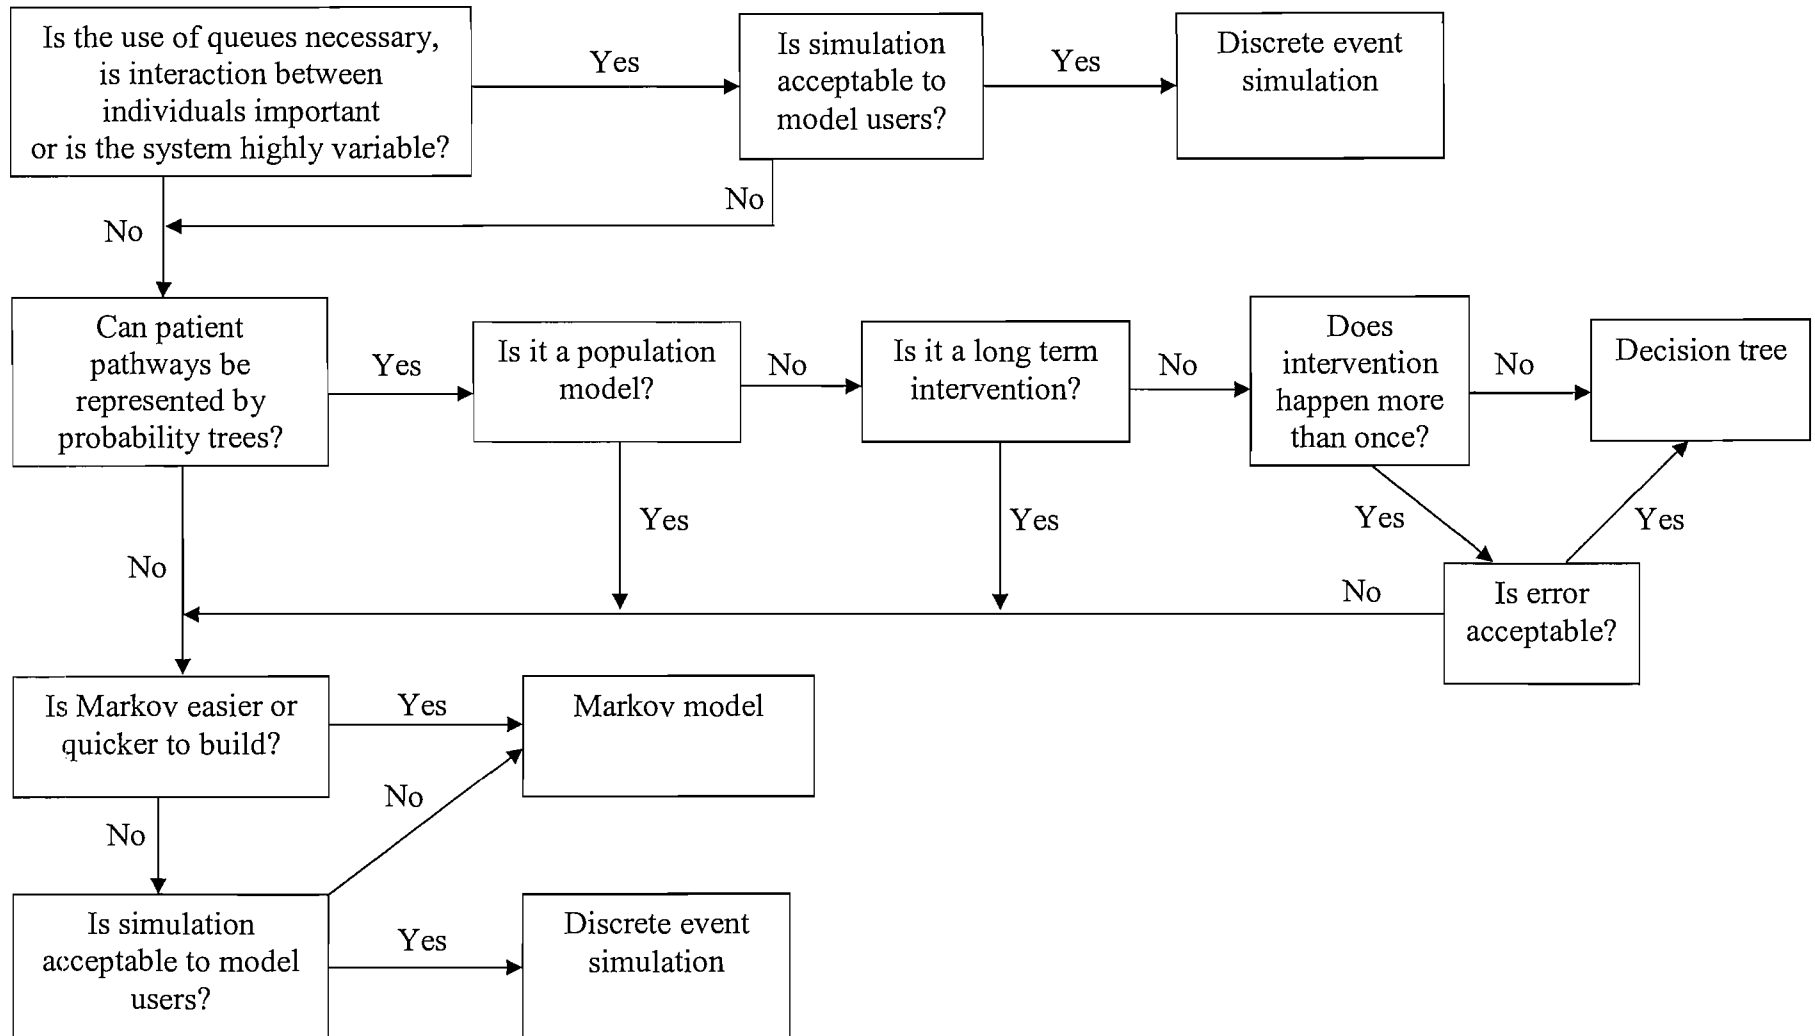 Is the use of queues necessary,
is interaction between
individuals important
or is the system highly variable?
Yes
Is simulation
acceptable to
model users?
Yes
Discrete event
simulation
No
No
Can patient
pathways be
represented by
probability trees?
Yes
Is it a population
model?
No
Is it a long term
intervention?
No
Does
intervention
happen more
than once?
No
Decision tree
Yes
Yes
Yes
Yes
No
No
Is error
acceptable?
Is Markov easier or
quicker to build?
Yes
Markov model
No
No
Is simulation
acceptable to model
users?
Yes
Discrete event
simulation